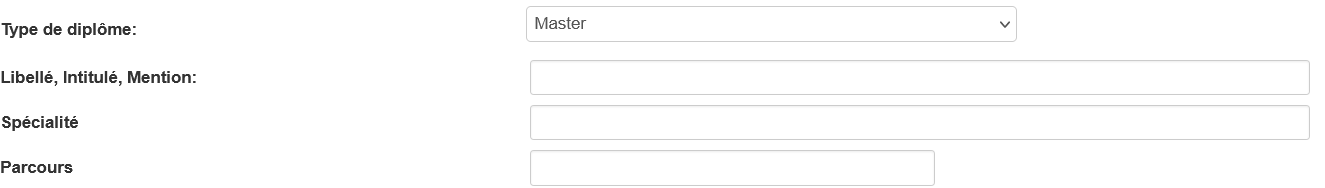 Type de diplôme: Master
Libellé, Intitulé, Mention:
Spécialité
Parcours